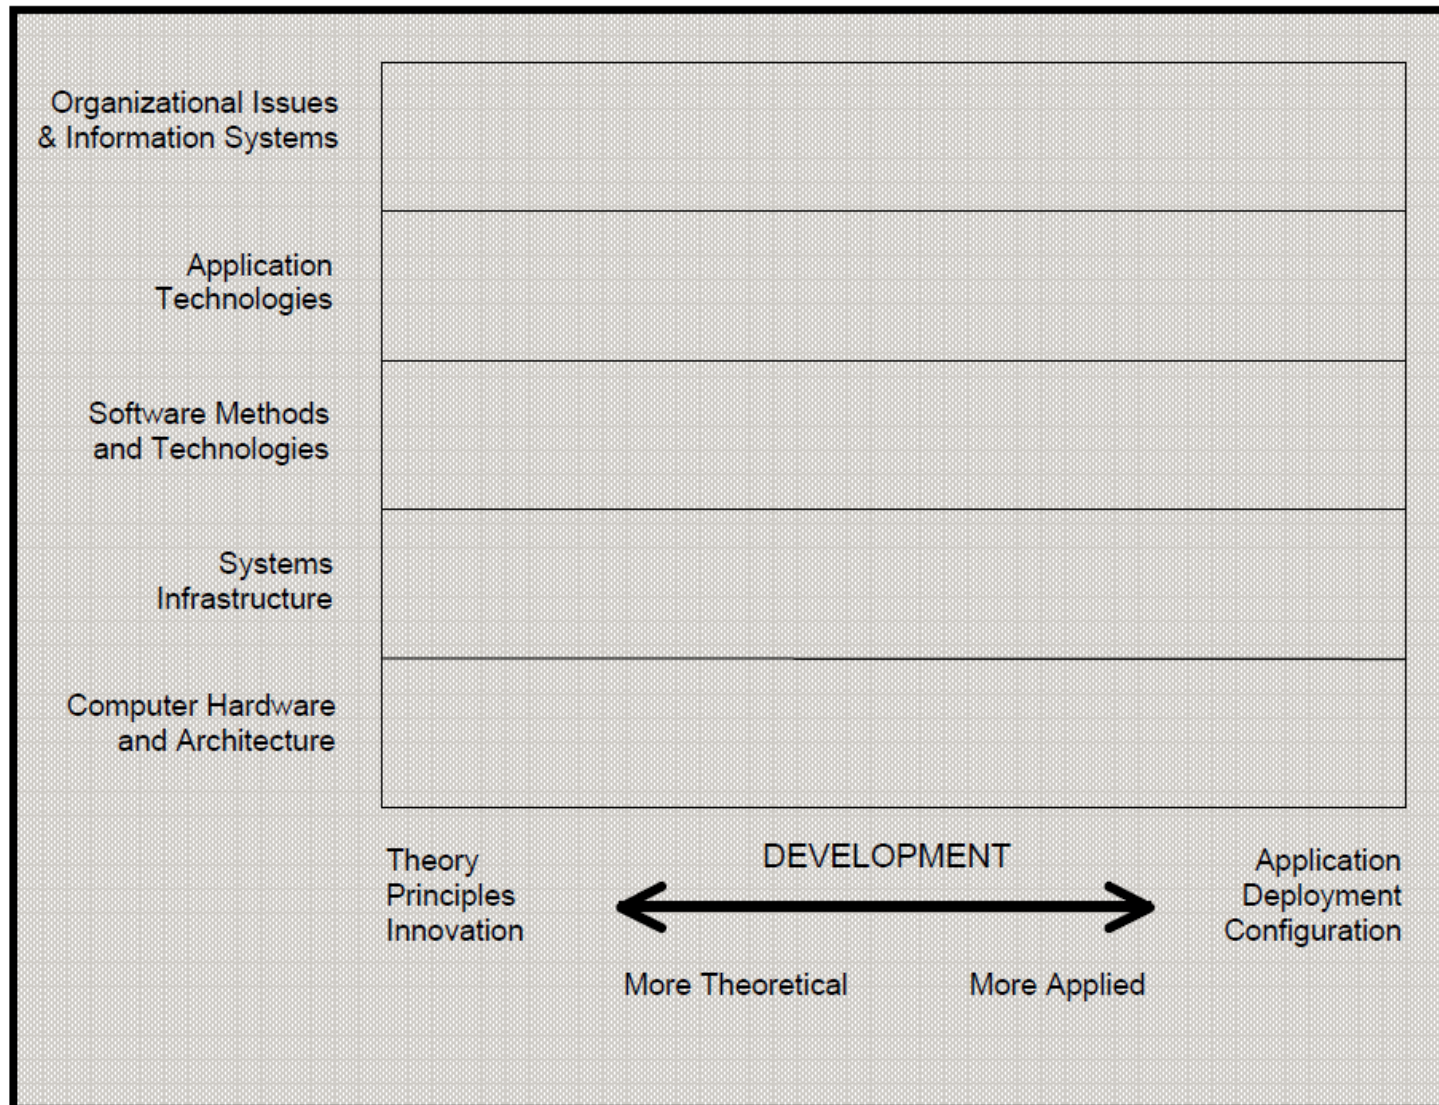 Organizational Issues
& Information Systems
Application
Technologies
Software Methods
and Technologies
Systems
Infrastructure
Computer Hardware
and Architecture
Theory
Principles
Innovation
DEVELOPMENT
Application
Deployment
Configuration
More Theoretical
More Applied